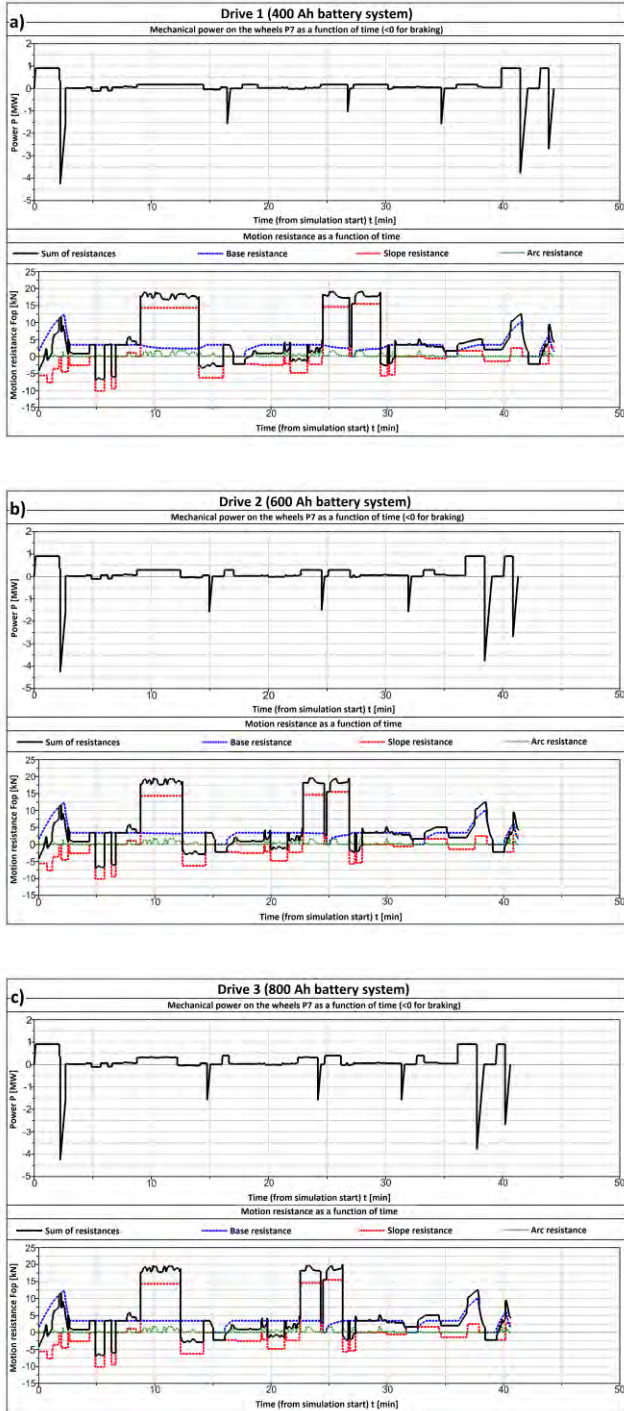 a)
Drive 1 (400 Ah battery system)
Mechanical power on the wheels P7 as a function of time (<0 for braking)
Power P [MW]
2
1
0
-1
-2
-3
-4
-5
0 10 20 30 40 50
Time (from simulation start) t [min]
Motion resistance as a function of time
Sum of resistances Base resistance Slope resistance Arc resistance
Motion resistance Fop [kN]
25
20
15
10
5
0
-5
-10
-15
0 10 20 30 40 50
Time (from simulation start) t [min]
b)
Drive 2 (600 Ah battery system)
Mechanical power on the wheels P7 as a function of time (<0 for braking)
Power P [MW]
2
1
0
-1
-2
-3
-4
-5
0 10 20 30 40 50
Time (from simulation start) t [min]
Motion resistance as a function of time
Sum of resistances Base resistance Slope resistance Arc resistance
Motion resistance Fop [kN]
25
20
15
10
5
0
-5
-10
-15
0 10 20 30 40 50
Time (from simulation start) t [min]
c)
Drive 3 (800 Ah battery system)
Mechanical power on the wheels P7 as a function of time (<0 for braking)
Power P [MW]
2
1
0
-1
-2
-3
-4
-5
0 10 20 30 40 50
Time (from simulation start) t [min]
Motion resistance as a function of time
Sum of resistances Base resistance Slope resistance Arc resistance
Motion resistance Fop [kN]
25
20
15
10
5
0
-5
-10
-15
0 10 20 30 40 50
Time (from simulation start) t [min]